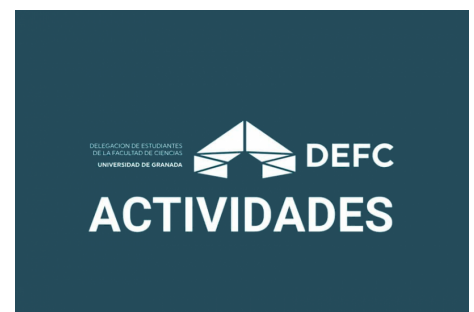 DELEGACION DE ESTUDIANTES
DE LA FACULTAD DE CIENCIAS
UNIVERSIDAD DE GRANADA
DEFC
ACTIVIDADES